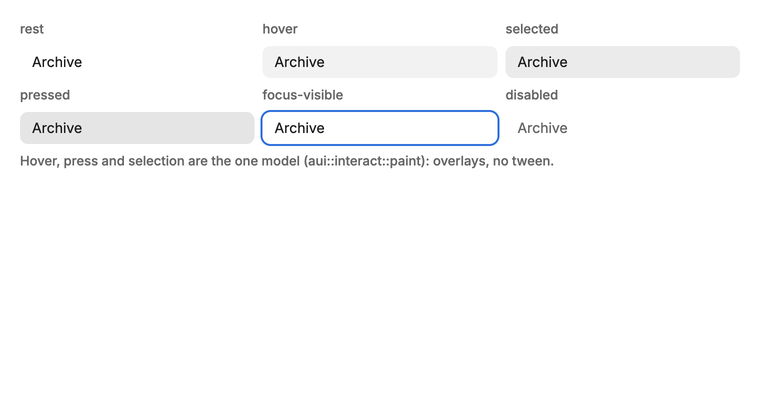 rest hover selected
Archive Archive Archive
pressed focus-visible disabled
Archive Archive Archive
Hover, press and selection are the one model (aui::interact::paint): overlays, no tween.